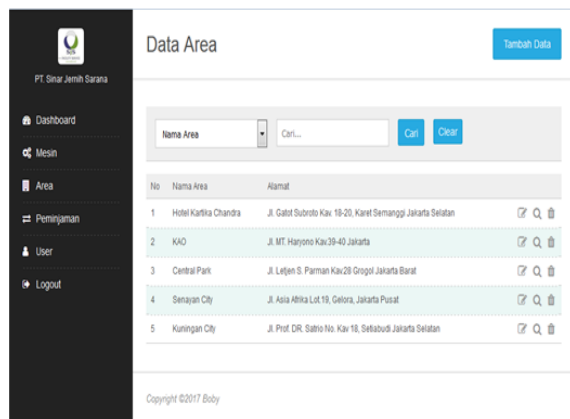 SJS
PT. Sinar Jernih Sarana
Dashboard
Mesin
Area
Peminjaman
User
Logout
Data Area
Tambah Data
Nama Area
Cari...
Cari
Clear
No Nama Area Alamat
1 Hotel Kartika Chandra Jl. Gatot Subroto Kav. 18-20, Karet Semanggi Jakarta Selatan
2 KAO Jl. MT. Haryono Kav.39-40 Jakarta
3 Central Park Jl. Letjen S. Parman Kav.28 Grogol Jakarta Barat
4 Senayan City Jl. Asia Afrika Lot.19, Gelora, Jakarta Pusat
5 Kuningan City Jl. Prof. DR. Satrio No. Kav 18, Setiabudi Jakarta Selatan
Copyright ©2017 Boby